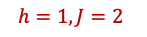 h = 1, J = 2